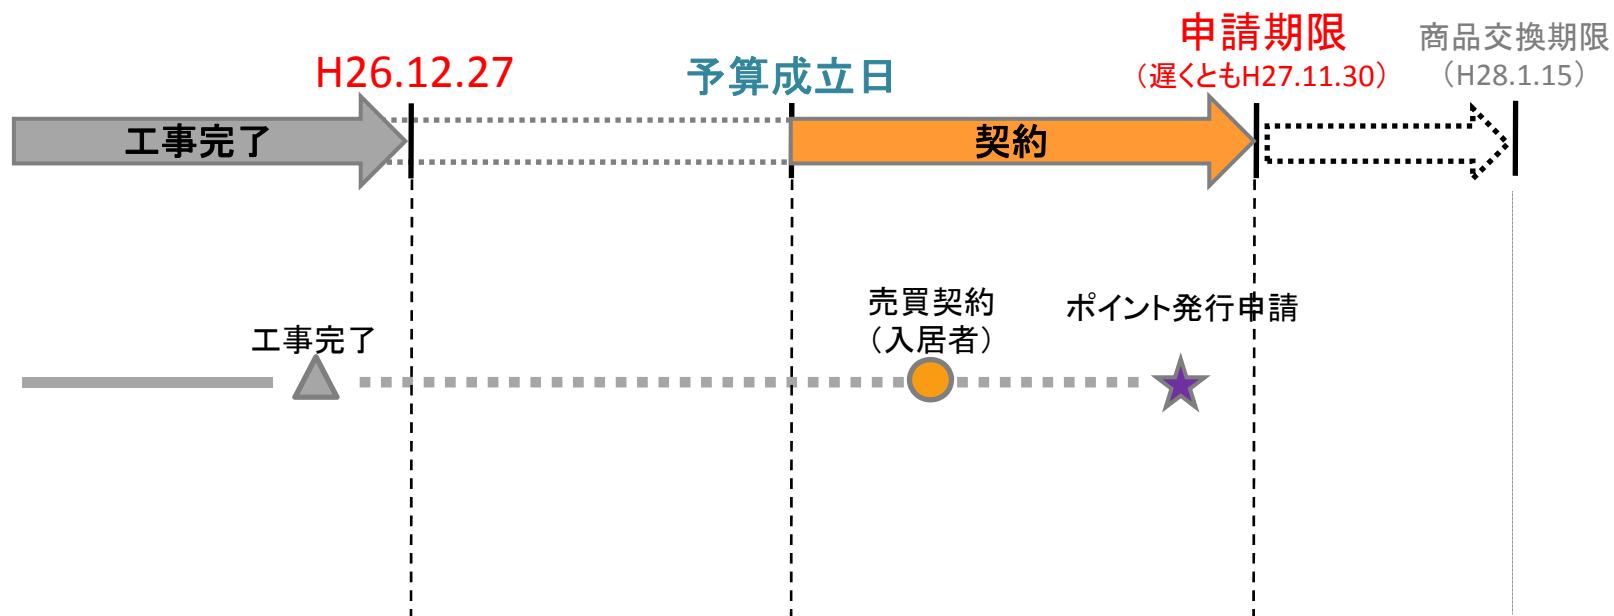 H26.12.27
予算成立日
申請期限
（遅くともH27.11.30）
商品交換期限
（H28.1.15）
工事完了
契約
工事完了
売買契約
（入居者）
ポイント発行申請